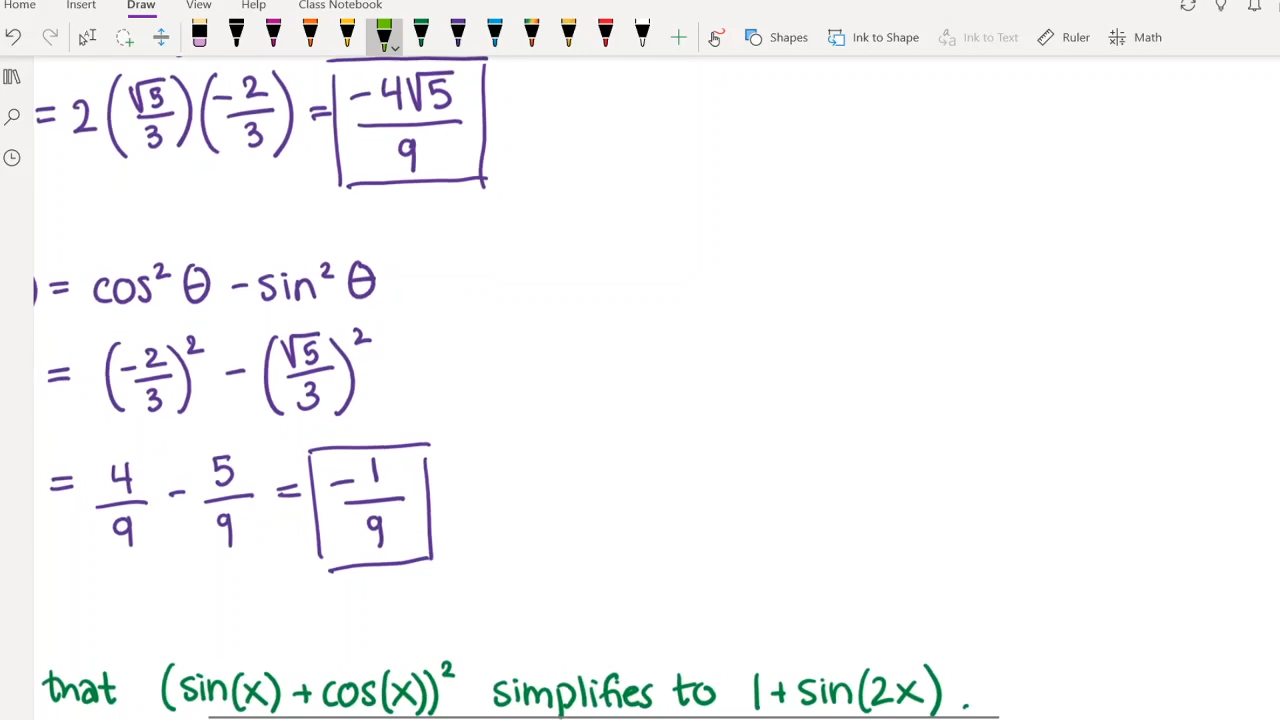 Home Insert Draw View Help Class Notebook
Shapes Ink to Shape Ink to Text Ruler Math
= 2 (√5/3)(-2/3) = -4√5/9
) = cos² θ - sin² θ
= (-2/3)² - (√5/3)²
= 4/9 - 5/9 = -1/9
that (sin(x) + cos(x))² simplifies to 1 + sin(2x).